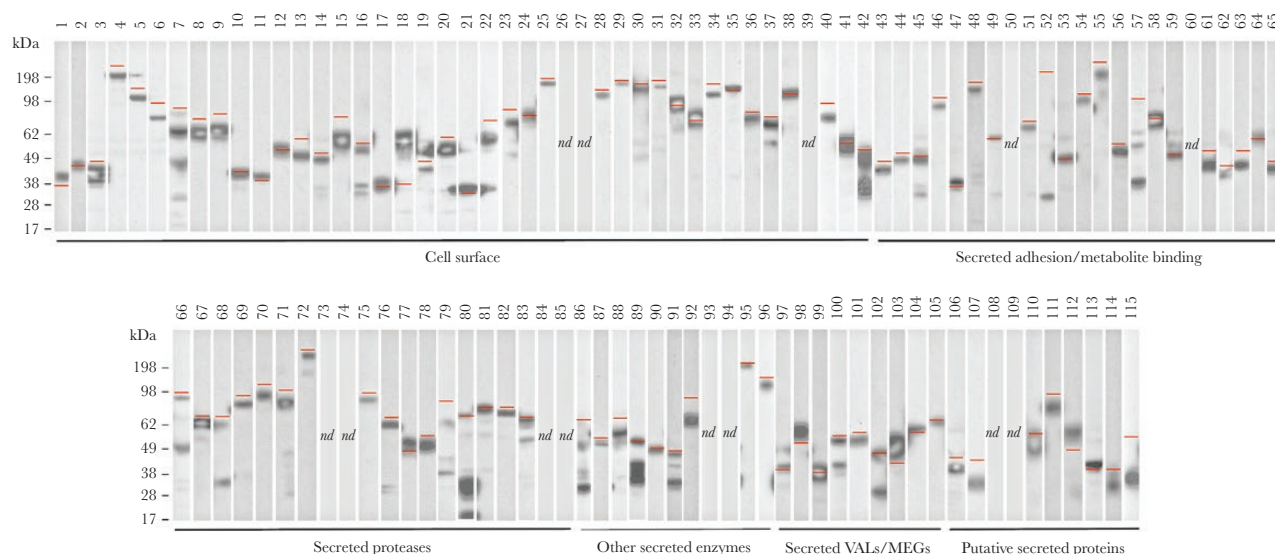 1 2 3 4 5 6 7 8 9 10 11 12 13 14 15 16 17 18 19 20 21 22 23 24 25 26 27 28 29 30 31 32 33 34 35 36 37 38 39 40 41 42 43 44 45 46 47 48 49 50 51 52 53 54 55 56 57 58 59 60 61 62 63 64 65
kDa
198
98
62
nd nd nd nd nd
49
38
28
17
Cell surface Secreted adhesion/metabolite binding
66 67 68 69 70 71 72 73 74 75 76 77 78 79 80 81 82 83 84 85 86 87 88 89 90 91 92 93 94 95 96 97 98 99 100 101 102 103 104 105 106 107 108 109 110 111 112 113 114 115
kDa
198
98
62
nd nd nd nd nd nd nd nd
49
38
28
17
Secreted proteases Other secreted enzymes Secreted VALs/MEGs Putative secreted proteins